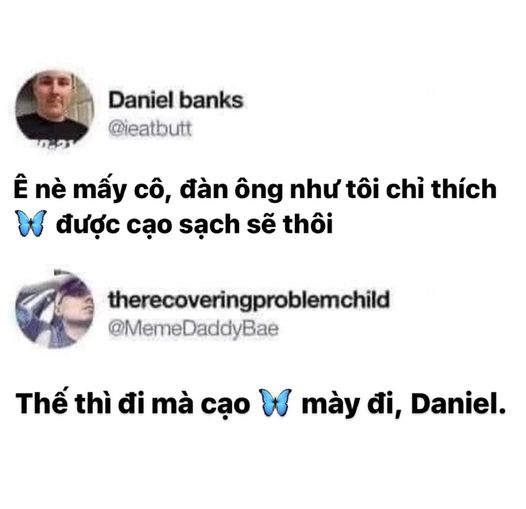 Daniel banks
@ieatbutt
Ê nè mấy cô, đàn ông như tôi chỉ thích
🦋 được cạo sạch sẽ thôi
therecoveringproblemchild
@MemeDaddyBae
Thế thì đi mà cạo 🦋 mày đi, Daniel.